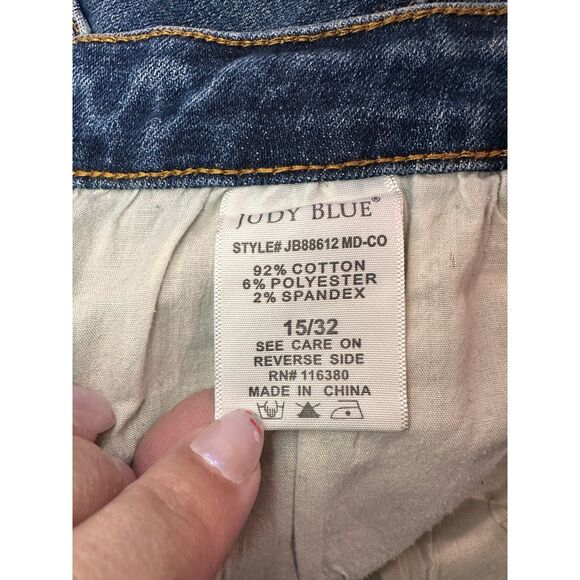 JUDY BLUE®
STYLE# JB88612 MD-CO
92% COTTON
6% POLYESTER
2% SPANDEX
15/32
SEE CARE ON
REVERSE SIDE
RN# 116380
MADE IN CHINA